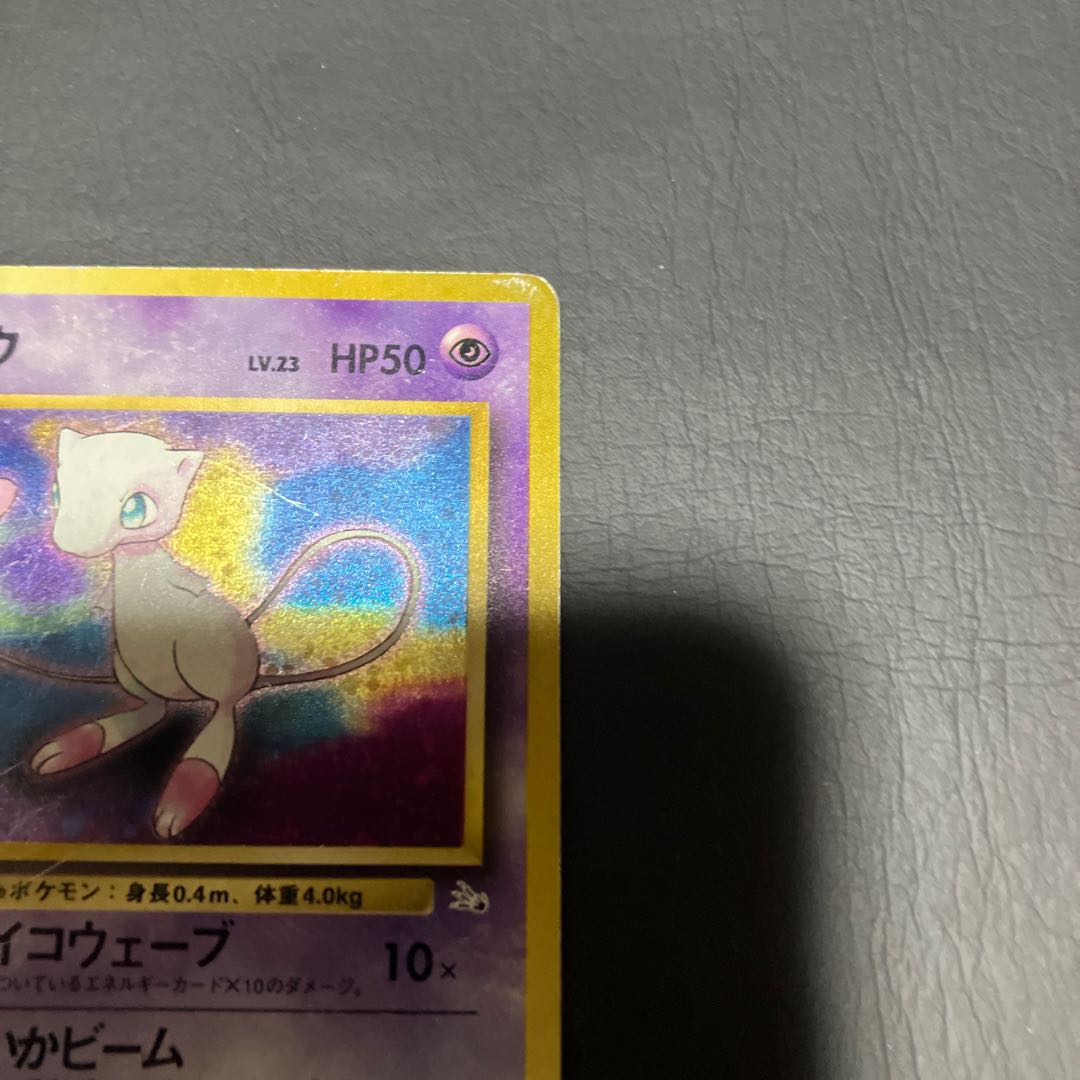 ウ LV.23 HP50
ポケモン：身長0.4m、体重4.0kg
イコウェーブ 10×
ついているエネルギーカード×10のダメージ。
いかビーム